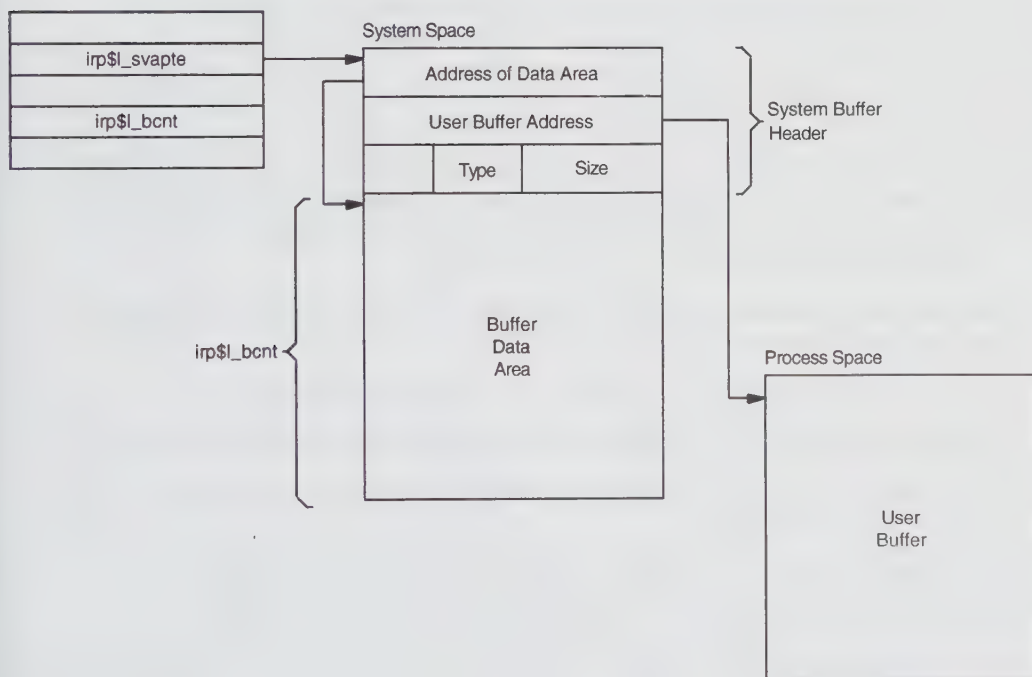 System Space
irp$l_svapte
irp$l_bcnt
Address of Data Area
User Buffer Address
Type
Size
System Buffer
Header
irp$l_bcnt
Buffer
Data
Area
Process Space
User
Buffer